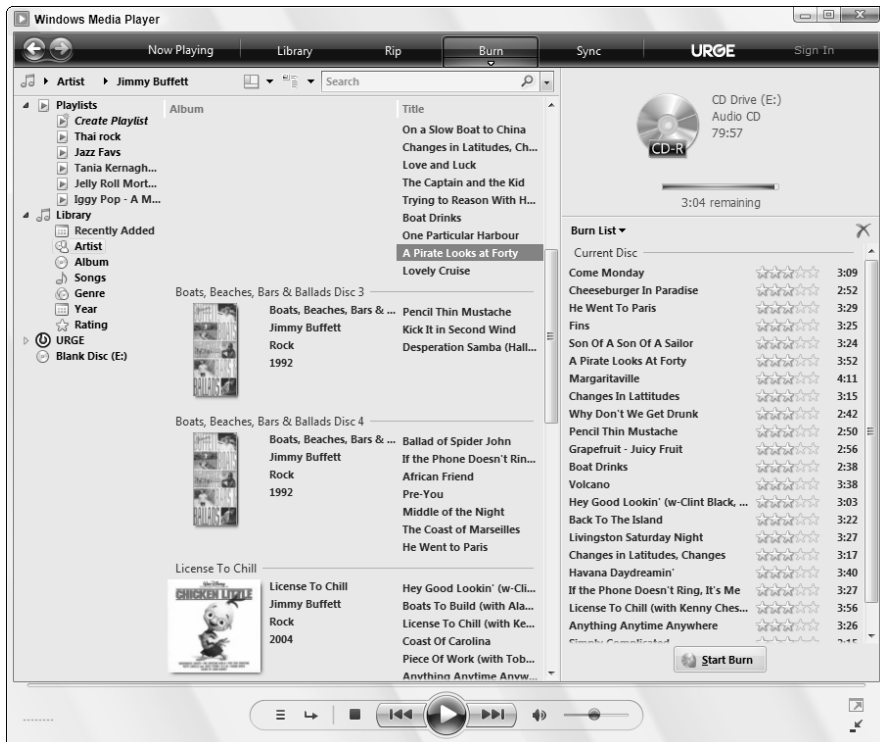 Windows Media Player
Now Playing Library Rip Burn Sync URGE Sign In
Artist Jimmy Buffett Search
Playlists
Create Playlist
Thai rock
Jazz Favs
Tania Kernagh...
Jelly Roll Mort...
Iggy Pop - A M...
Library
Recently Added
Artist
Album
Songs
Genre
Year
Rating
URGE
Blank Disc (E:)
Album Title
On a Slow Boat to China
Changes in Latitudes, Ch...
Love and Luck
The Captain and the Kid
Trying to Reason With H...
Boat Drinks
One Particular Harbour
A Pirate Looks at Forty
Lovely Cruise
Boats, Beaches, Bars & Ballads Disc 3
Boats, Beaches, Bars & ... Pencil Thin Mustache
Jimmy Buffett Kick It in Second Wind
Rock Desperation Samba (Hall...
1992
Boats, Beaches, Bars & Ballads Disc 4
Boats, Beaches, Bars & ... Ballad of Spider John
Jimmy Buffett If the Phone Doesn't Rin...
Rock African Friend
1992 Pre-You
Middle of the Night
The Coast of Marseilles
He Went to Paris
License To Chill
CHICKEN LITTLE
License To Chill Hey Good Lookin' (w-Cli...
Jimmy Buffett Boats To Build (with Ala...
Rock License To Chill (with Ke...
2004 Coast Of Carolina
Piece Of Work (with Tob...
Anything Anytime Anyw...
CD-R
CD Drive (E:)
Audio CD
79:57
3:04 remaining
Burn List
Current Disc
Come Monday 3:09
Cheeseburger In Paradise 2:52
He Went To Paris 3:29
Fins 3:25
Son Of A Son Of A Sailor 3:24
A Pirate Looks At Forty 3:52
Margaritaville 4:11
Changes In Lattitudes 3:15
Why Don't We Get Drunk 2:42
Pencil Thin Mustache 2:50
Grapefruit - Juicy Fruit 2:56
Boat Drinks 2:38
Volcano 3:38
Hey Good Lookin' (w-Clint Black, ... 3:03
Back To The Island 3:22
Livingston Saturday Night 3:27
Changes in Latitudes, Changes 3:17
Havana Daydreamin' 3:40
If the Phone Doesn't Ring, It's Me 3:27
License To Chill (with Kenny Ches... 3:56
Anything Anytime Anywhere 3:26
Simply Complicated 3:15
Start Burn